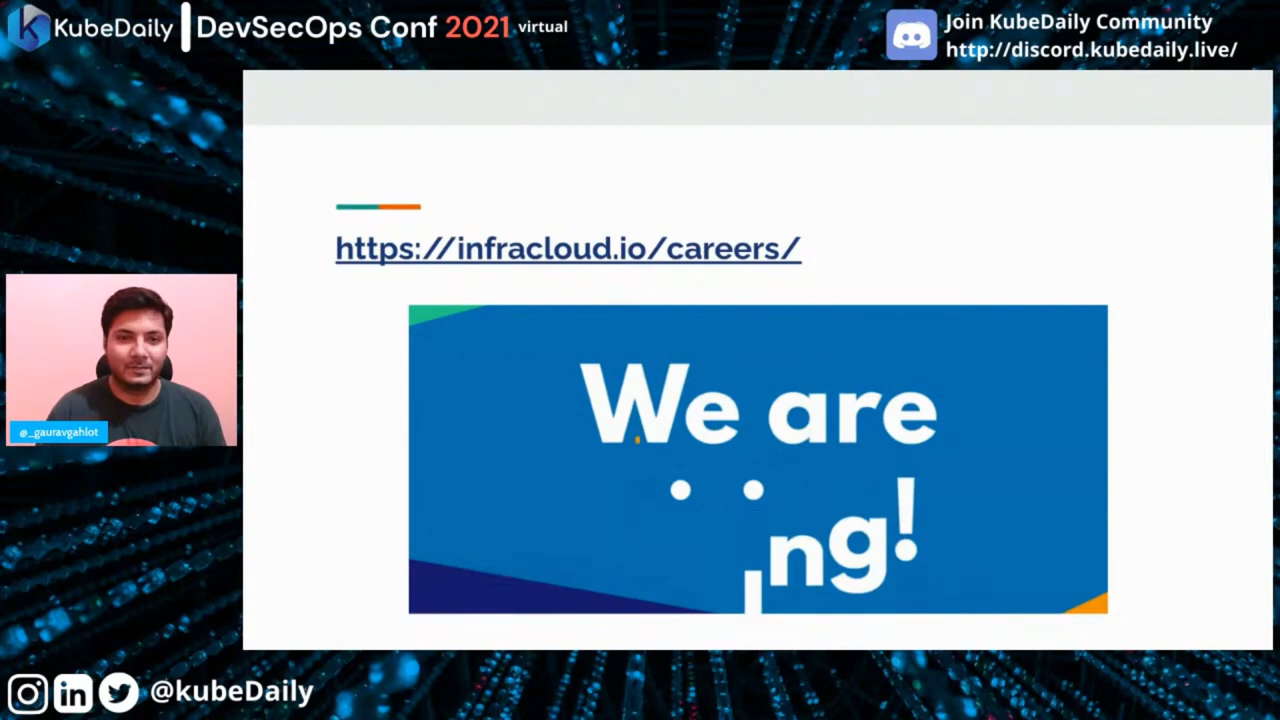 KubeDaily | DevSecOps Conf 2021 virtual
Join KubeDaily Community
http://discord.kubedaily.live/
https://infracloud.io/careers/
We are
ing!
@_gauravgahlot
@kubeDaily